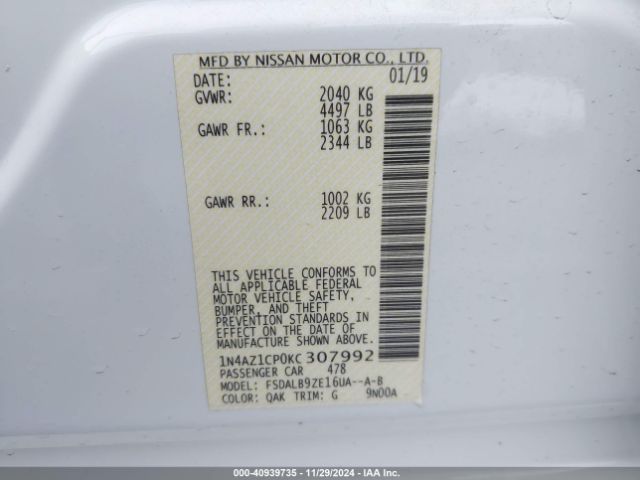 MFD BY NISSAN MOTOR CO., LTD.
DATE: 01/19
GVWR: 2040 KG
4497 LB
GAWR FR.: 1063 KG
2344 LB
GAWR RR.: 1002 KG
2209 LB
THIS VEHICLE CONFORMS TO
ALL APPLICABLE FEDERAL
MOTOR VEHICLE SAFETY,
BUMPER, AND THEFT
PREVENTION STANDARDS IN
EFFECT ON THE DATE OF
MANUFACTURE SHOWN ABOVE.
1N4AZ1CP0KC307992
PASSENGER CAR 478
MODEL: FSDALB9ZE16UA--A-B
COLOR: QAK TRIM: G 9N00A
000-40939735 - 11/29/2024 - IAA Inc.